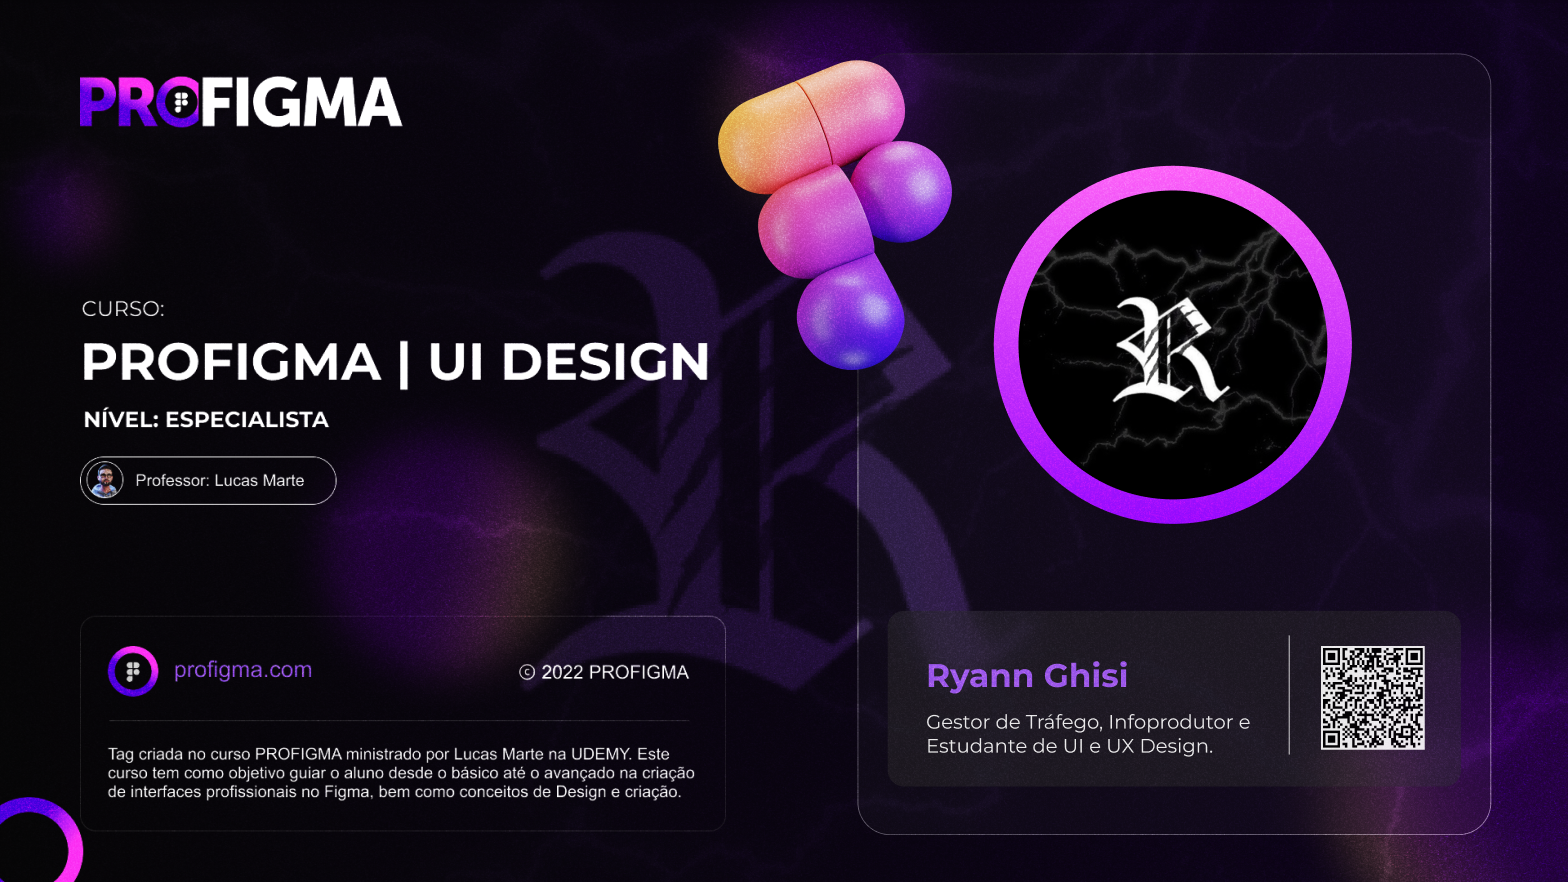 PROFIGMA
CURSO:
PROFIGMA | UI DESIGN
NÍVEL: ESPECIALISTA
Professor: Lucas Marte
profigma.com
© 2022 PROFIGMA
Tag criada no curso PROFIGMA ministrado por Lucas Marte na UDEMY. Este
curso tem como objetivo guiar o aluno desde o básico até o avançado na criação
de interfaces profissionais no Figma, bem como conceitos de Design e criação.
R
Ryann Ghisi
Gestor de Tráfego, Infoprodutor e
Estudante de UI e UX Design.